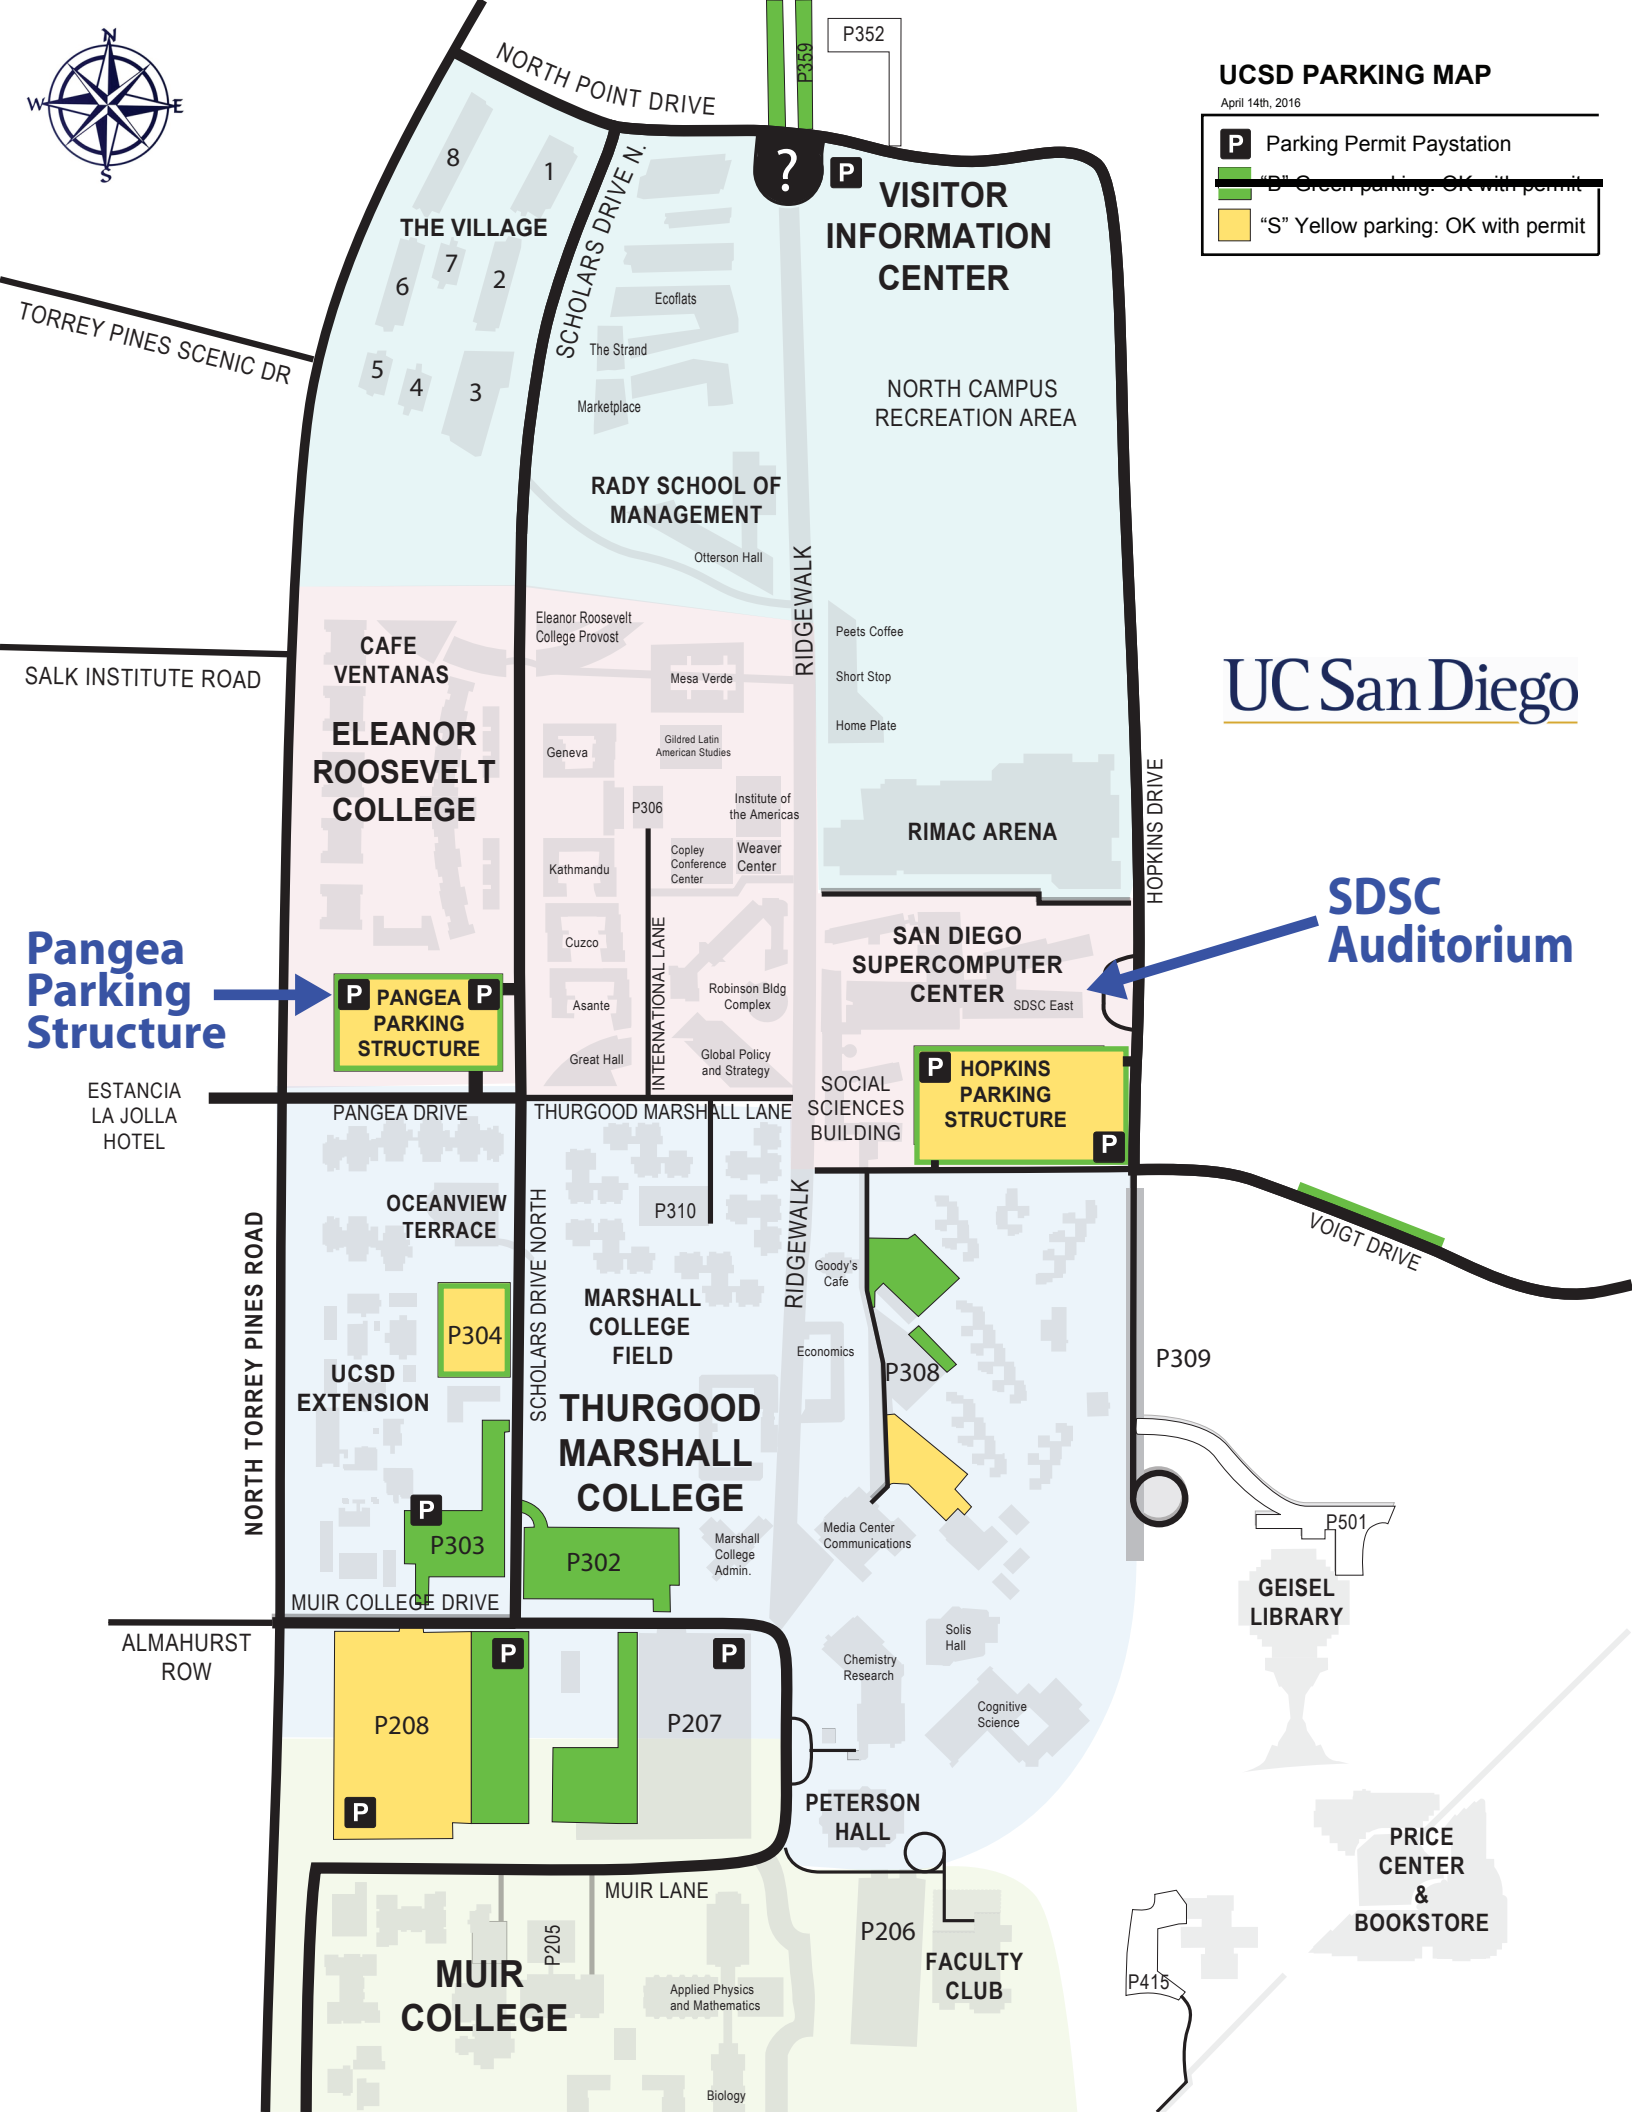 N
W
E
S
NORTH POINT DRIVE
P359
P352
UCSD PARKING MAP
April 14th, 2016
P Parking Permit Paystation
“B” Green parking: OK with permit
“S” Yellow parking: OK with permit
?
P
VISITOR
INFORMATION
CENTER
8
1
THE VILLAGE
7
6
2
5
4
3
SCHOLARS DRIVE N.
TORREY PINES SCENIC DR
Ecoflats
The Strand
Marketplace
NORTH CAMPUS
RECREATION AREA
RADY SCHOOL OF
MANAGEMENT
Otterson Hall
RIDGEWALK
SALK INSTITUTE ROAD
CAFE
VENTANAS
ELEANOR
ROOSEVELT
COLLEGE
Eleanor Roosevelt
College Provost
Mesa Verde
Geneva
Gildred Latin
American Studies
P306
Institute of
the Americas
Copley
Conference
Center
Weaver
Center
Kathmandu
Cuzco
Asante
Great Hall
INTERNATIONAL LANE
Robinson Bldg
Complex
Global Policy
and Strategy
Peets Coffee
Short Stop
Home Plate
RIMAC ARENA
HOPKINS DRIVE
UC San Diego
SDSC
Auditorium
SAN DIEGO
SUPERCOMPUTER
CENTER
SDSC East
Pangea
Parking
Structure
P
P
PANGEA
PARKING
STRUCTURE
P
HOPKINS
PARKING
STRUCTURE
P
SOCIAL
SCIENCES
BUILDING
ESTANCIA
LA JOLLA
HOTEL
PANGEA DRIVE
THURGOOD MARSHALL LANE
OCEANVIEW
TERRACE
P310
RIDGEWALK
VOIGT DRIVE
NORTH TORREY PINES ROAD
SCHOLARS DRIVE NORTH
P304
UCSD
EXTENSION
MARSHALL
COLLEGE
FIELD
THURGOOD
MARSHALL
COLLEGE
Goody’s
Cafe
Economics
P308
P309
P
P303
P302
Marshall
College
Admin.
Media Center
Communications
P501
GEISEL
LIBRARY
MUIR COLLEGE DRIVE
ALMAHURST
ROW
P
P
P208
P
P207
Solis
Hall
Chemistry
Research
Cognitive
Science
PETERSON
HALL
PRICE
CENTER
&
BOOKSTORE
MUIR LANE
P205
P206
FACULTY
CLUB
P415
MUIR
COLLEGE
Applied Physics
and Mathematics
Biology